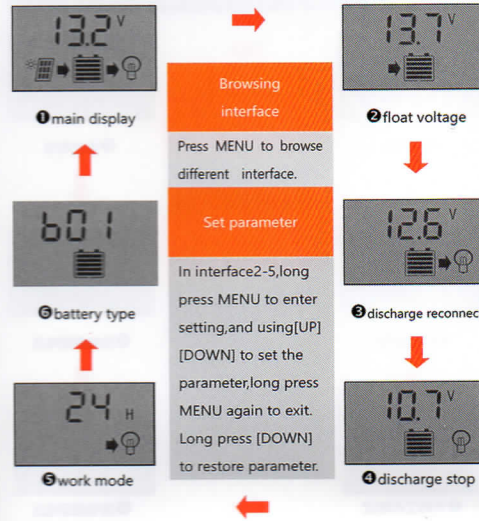 13.2 V
❶main display
13.7 V
❷float voltage
Browsing
interface
Press MENU to browse
different interface.
Set parameter
In interface2-5,long
press MENU to enter
setting,and using[UP]
[DOWN] to set the
parameter,long press
MENU again to exit.
Long press [DOWN]
to restore parameter.
12.6 V
❸discharge reconnec
10.7 V
❹discharge stop
24 H
❺work mode
b01
❻battery type